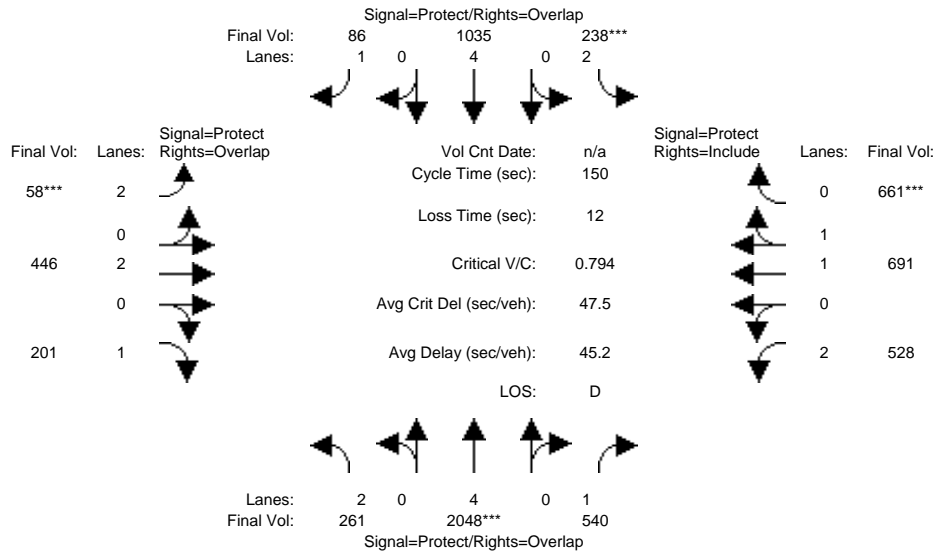 Signal=Protect/Rights=Overlap
Final Vol: 86 1035 238***
Lanes: 1 0 4 0 2
Signal=Protect Signal=Protect
Final Vol: Lanes: Rights=Overlap Vol Cnt Date: n/a Rights=Include Lanes: Final Vol:
Cycle Time (sec): 150
58*** 2 0 661***
Loss Time (sec): 12
0 1
446 2 Critical V/C: 0.794 1 691
0 Avg Crit Del (sec/veh): 47.5 0
201 1 Avg Delay (sec/veh): 45.2 2 528
LOS: D
Lanes: 2 0 4 0 1
Final Vol: 261 2048*** 540
Signal=Protect/Rights=Overlap